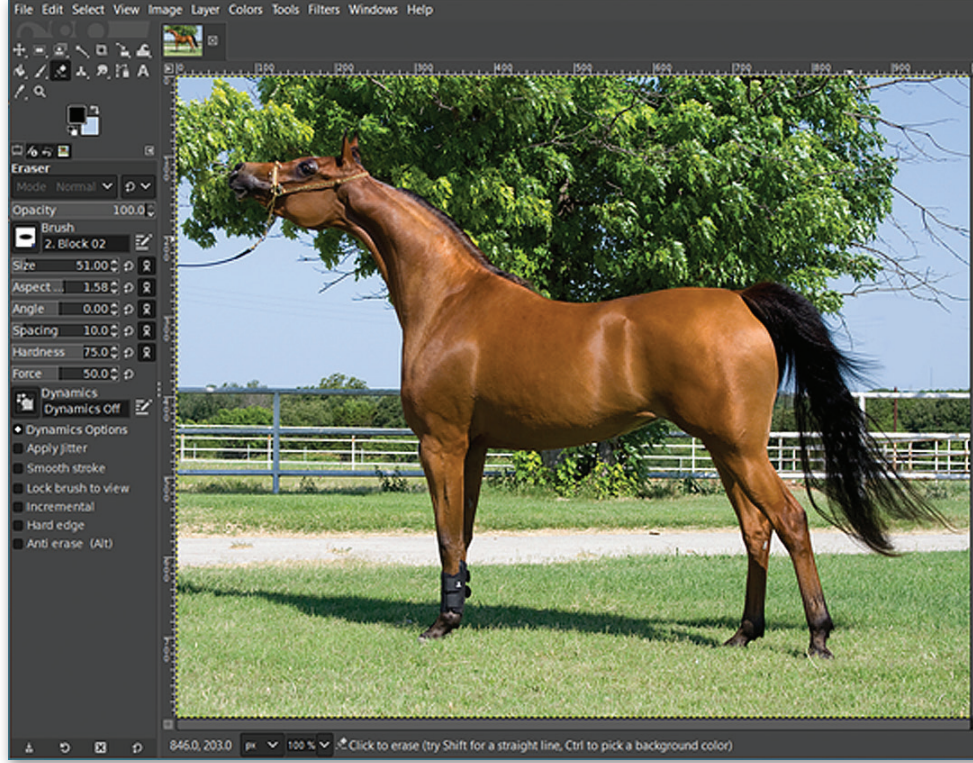 File Edit Select View Image Layer Colors Tools Filters Windows Help
0 100 200 300 400 500 600 700 800 900
Eraser
Mode Normal
Opacity 100.0
Brush
2. Block 02
Size 51.00
Aspect ... 1.58
Angle 0.00
Spacing 10.0
Hardness 75.0
Force 50.0
Dynamics
Dynamics Off
Dynamics Options
Apply Jitter
Smooth stroke
Lock brush to view
Incremental
Hard edge
Anti erase (Alt)
846.0, 203.0 px 100 % Click to erase (try Shift for a straight line, Ctrl to pick a background color)